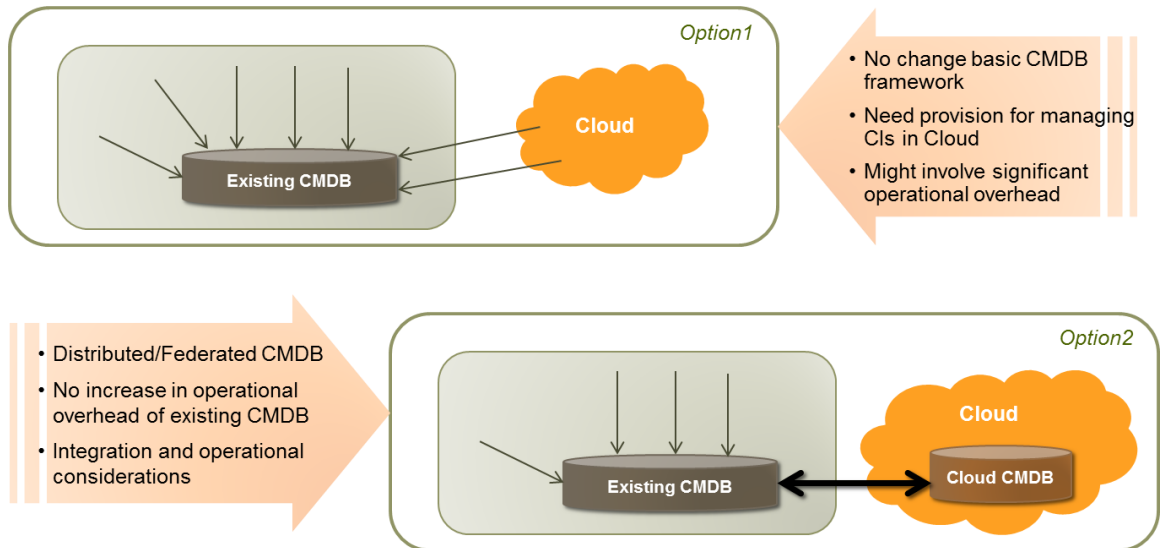 Option1
Cloud
Existing CMDB
• No change basic CMDB
framework
• Need provision for managing
CIs in Cloud
• Might involve significant
operational overhead
• Distributed/Federated CMDB
• No increase in operational
overhead of existing CMDB
• Integration and operational
considerations
Option2
Cloud
Existing CMDB
Cloud CMDB